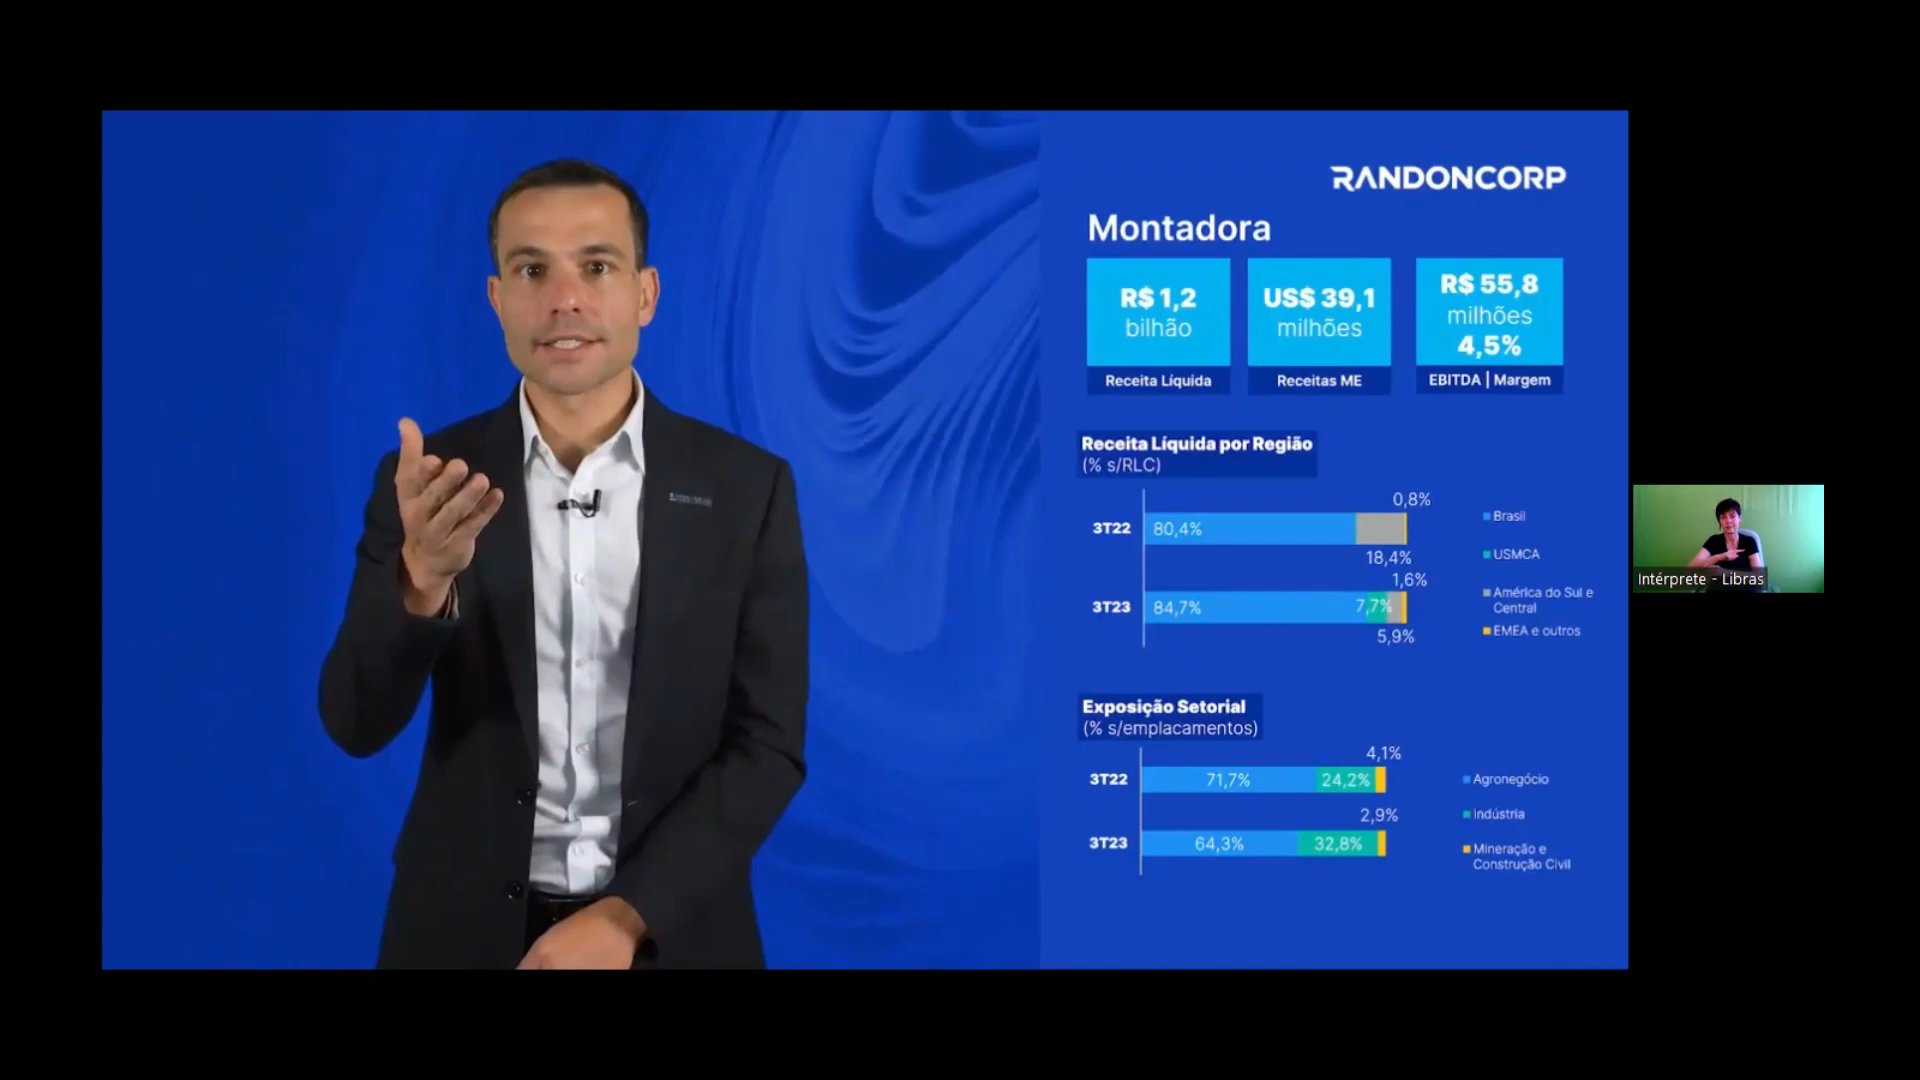 RANDONCORP
Montadora
R$ 1,2
bilhão
Receita Líquida
US$ 39,1
milhões
Receitas ME
R$ 55,8
milhões
4,5%
EBITDA | Margem
Receita Líquida por Região
(% s/RLC)
0,8%
3T22 80,4%
18,4%
1,6%
3T23 84,7% 7,7%
5,9%
Brasil
USMCA
América do Sul e
Central
EMEA e outros
Exposição Setorial
(% s/emplacamentos)
4,1%
3T22 71,7% 24,2%
2,9%
3T23 64,3% 32,8%
Agronegócio
Indústria
Mineração e
Construção Civil
Intérprete - Libras